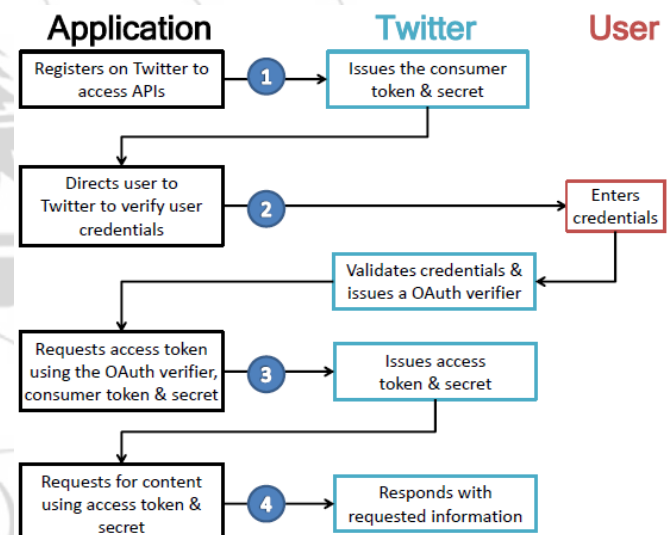 Application
Twitter
User
Registers on Twitter to
access APIs
1
Issues the consumer
token & secret
Directs user to
Twitter to verify user
credentials
2
Enters
credentials
Validates credentials &
issues a OAuth verifier
Requests access token
using the OAuth verifier,
consumer token & secret
3
Issues access
token & secret
Requests for content
using access token &
secret
4
Responds with
requested information